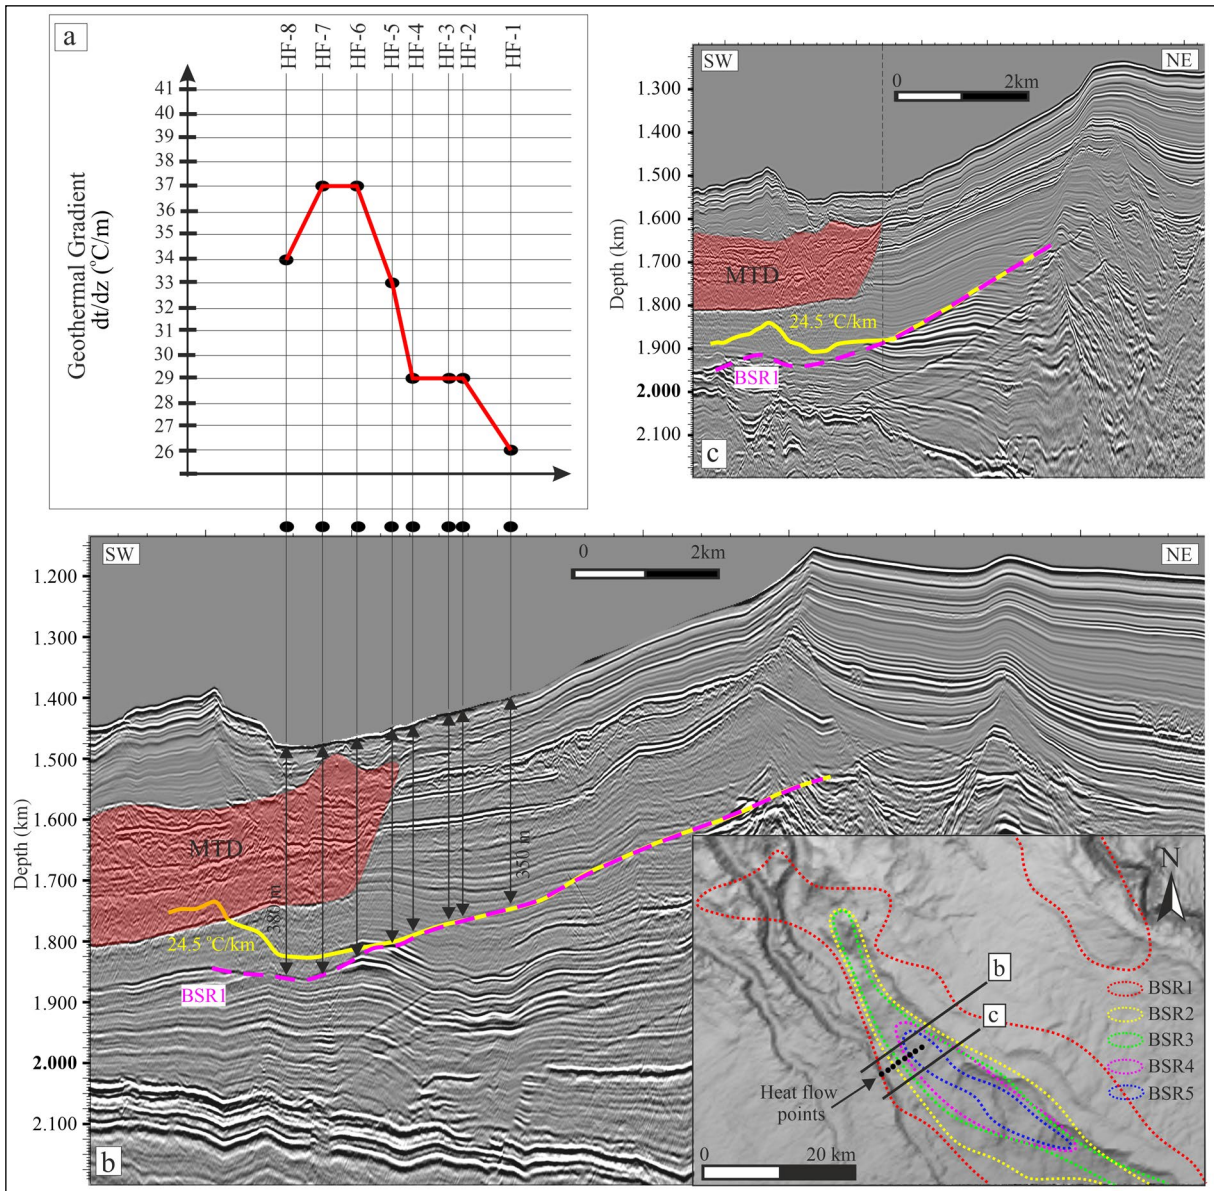 a
HF-8
HF-7
HF-6
HF-5
HF-4
HF-3
HF-2
HF-1
41
40
39
38
37
36
35
34
33
32
31
30
29
28
27
26
Geothermal Gradient
dt/dz (°C/m)
SW
NE
0
2km
1.300
1.400
1.500
1.600
1.700
1.800
1.900
2.000
2.100
Depth (km)
MTD
24.5 °C/km
BSR1
c
SW
NE
0
2km
1.200
1.300
1.400
1.500
1.600
1.700
1.800
1.900
2.000
2.100
Depth (km)
MTD
380 m
350 m
24.5 °C/km
BSR1
b
N
b
c
BSR1
BSR2
BSR3
BSR4
BSR5
Heat flow
points
0
20 km